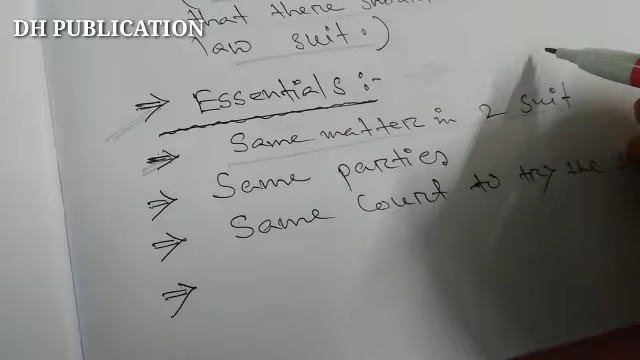 DH PUBLICATION
that there
law suit.)
⇒ Essentials :-
⇒ Same matter in 2 suit
⇒ Same parties
⇒ Same Court to try the
⇒